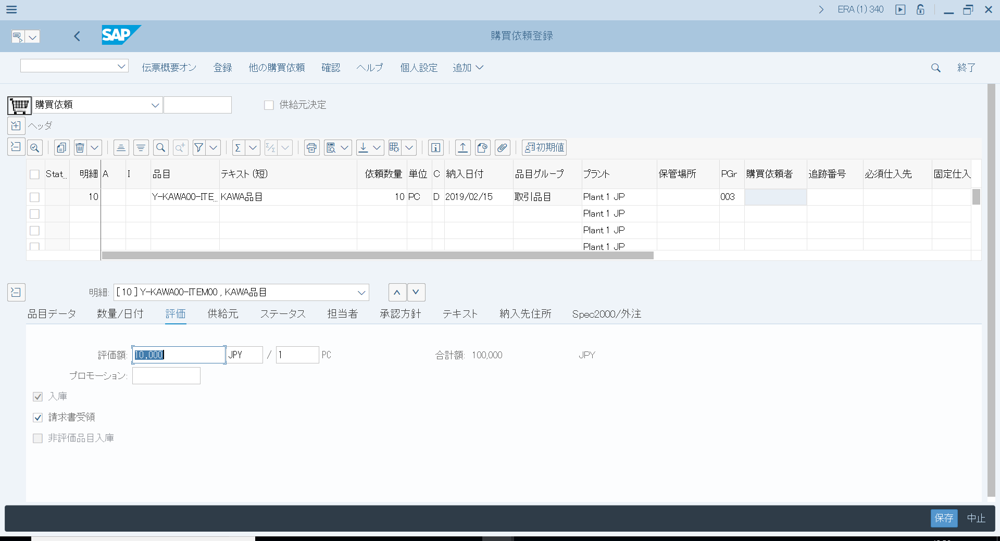 ERA (1) 340
SAP
購買依頼登録
伝票概要オン 登録 他の購買依頼 確認 ヘルプ 個人設定 追加 終了
購買依頼 供給元決定
ヘッダ
初期値
Stat... 明細 A I 品目 テキスト (短) 依頼数量 単位 C 納入日付 品目グループ プラント 保管場所 PGr 購買依頼者 追跡番号 必須仕入先 固定仕入
10 Y-KAWA00-ITE... KAWA品目 10 PC D 2019/02/15 取引品目 Plant 1 JP 003
Plant 1 JP
Plant 1 JP
Plant 1 JP
明細: [ 10 ] Y-KAWA00-ITEM00 , KAWA品目
品目データ 数量/日付 評価 供給元 ステータス 担当者 承認方針 テキスト 納入先住所 Spec2000/外注
評価額: 10,000 JPY / 1 PC 合計額: 100,000 JPY
プロモーション:
入庫
請求書受領
非評価品目入庫
保存 中止